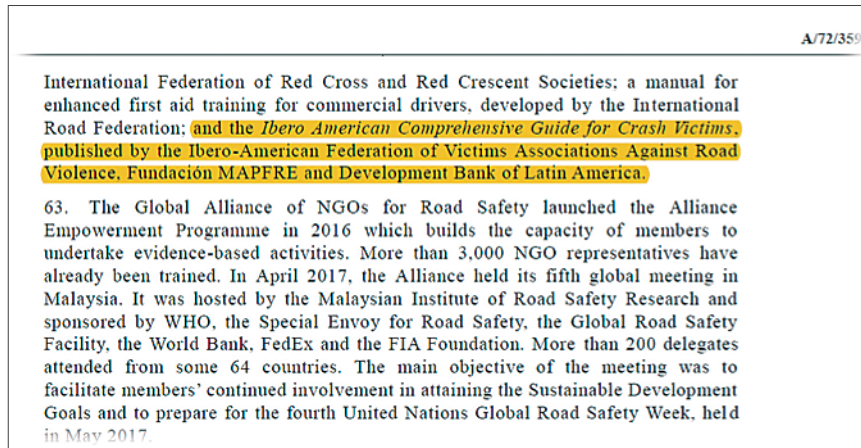 A/72/359
International Federation of Red Cross and Red Crescent Societies; a manual for
enhanced first aid training for commercial drivers, developed by the International
Road Federation; and the Ibero American Comprehensive Guide for Crash Victims,
published by the Ibero-American Federation of Victims Associations Against Road
Violence, Fundación MAPFRE and Development Bank of Latin America.
63. The Global Alliance of NGOs for Road Safety launched the Alliance
Empowerment Programme in 2016 which builds the capacity of members to
undertake evidence-based activities. More than 3,000 NGO representatives have
already been trained. In April 2017, the Alliance held its fifth global meeting in
Malaysia. It was hosted by the Malaysian Institute of Road Safety Research and
sponsored by WHO, the Special Envoy for Road Safety, the Global Road Safety
Facility, the World Bank, FedEx and the FIA Foundation. More than 200 delegates
attended from some 64 countries. The main objective of the meeting was to
facilitate members’ continued involvement in attaining the Sustainable Development
Goals and to prepare for the fourth United Nations Global Road Safety Week, held
in May 2017.